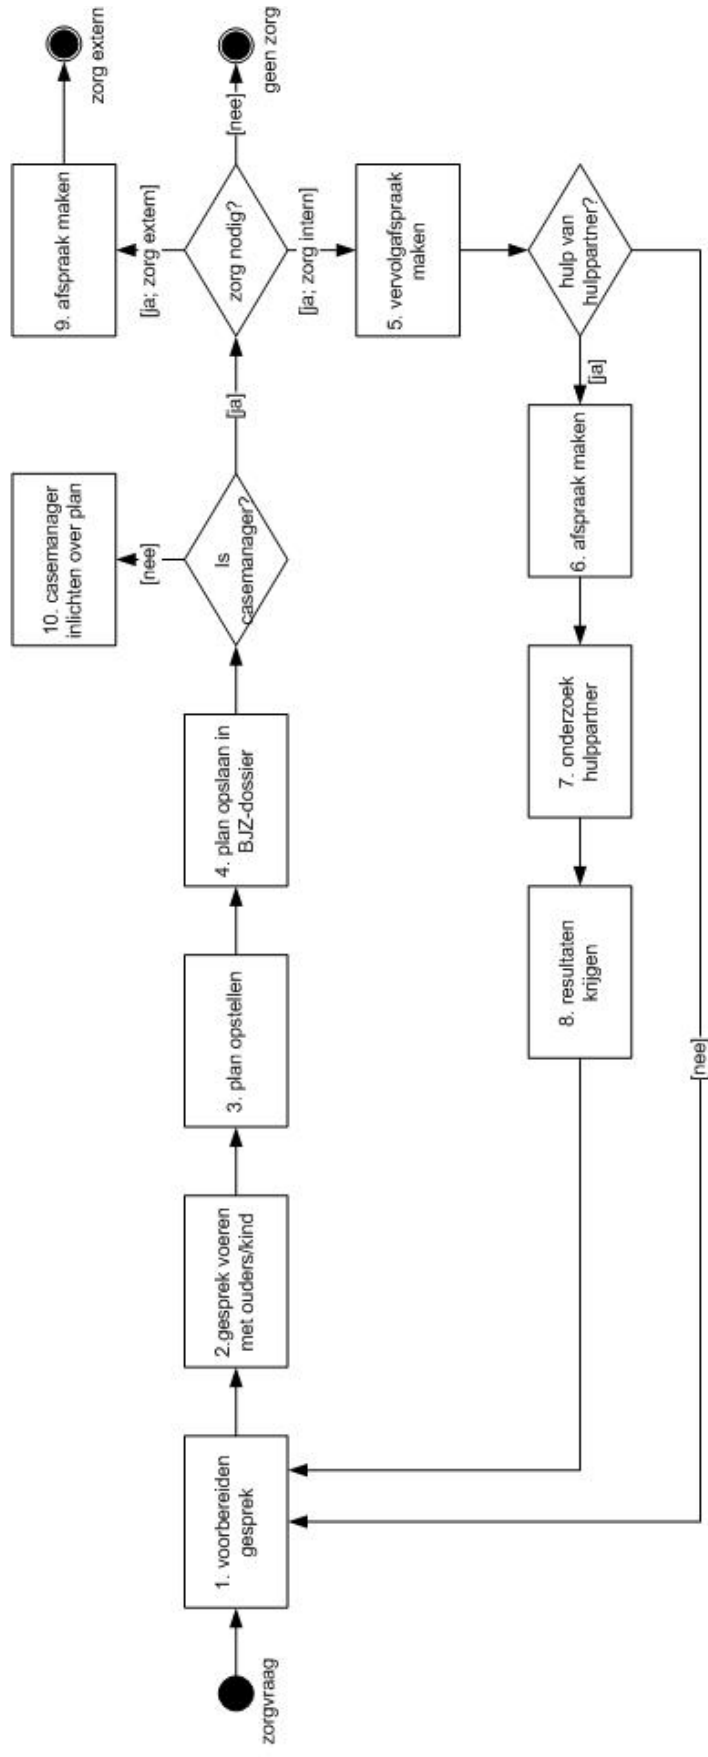 zorgvraag
1. voorbereiden
gesprek
2.gesprek voeren
met ouders/kind
3. plan opstellen
4. plan opslaan in
BJZ-dossier
Is
casemanager?
[nee]
10. casemanager
inlichten over plan
[ja]
zorg nodig?
[ja; zorg extern]
9. afspraak maken
zorg extern
[nee]
geen zorg
[ja; zorg intern]
5. vervolgafspraak
maken
hulp van
hulppartner?
[ja]
6. afspraak maken
7. onderzoek
hulppartner
8. resultaten
krijgen
[nee]